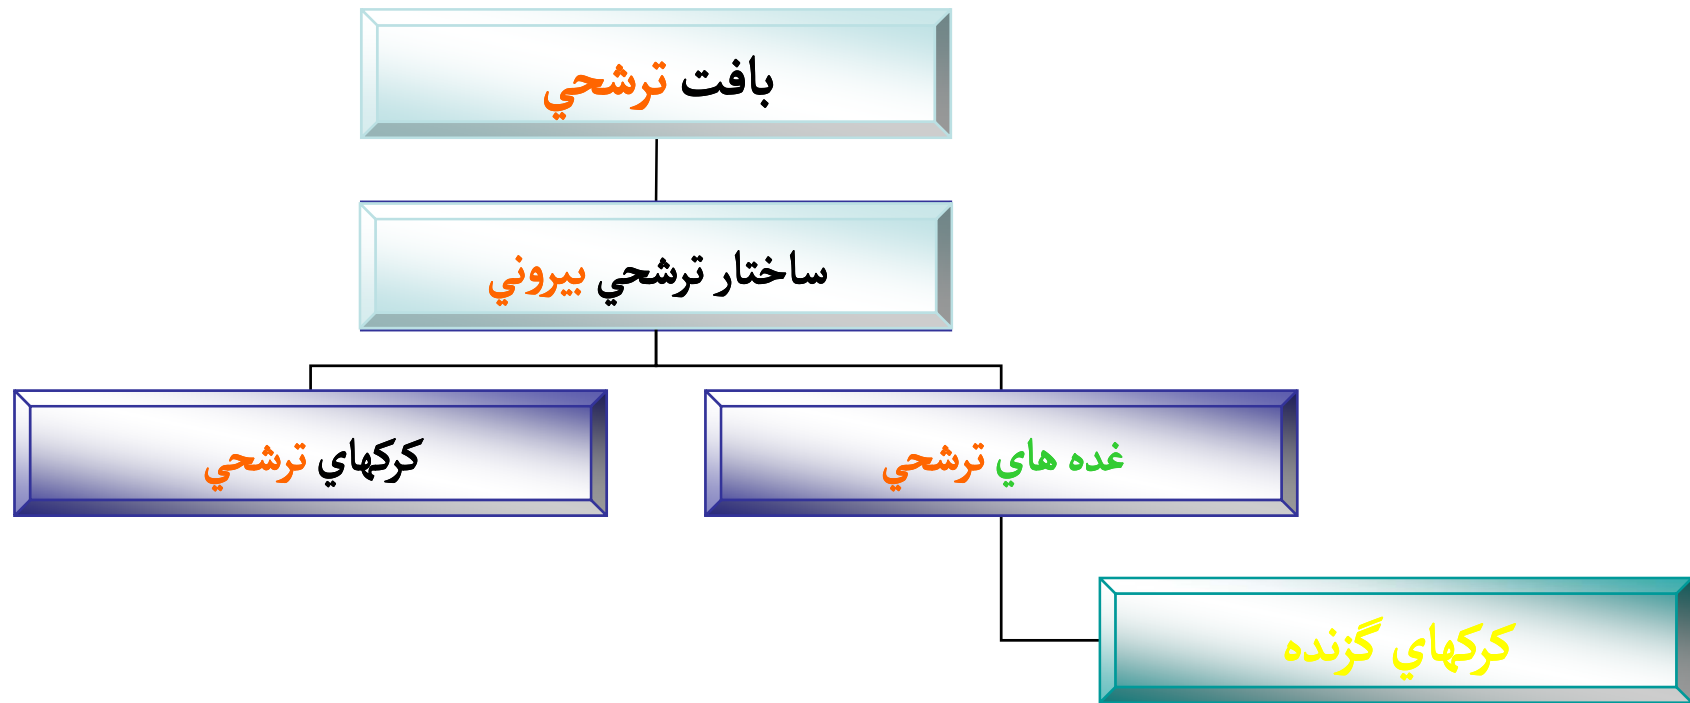 بافت ترشحي
ساختار ترشحي بيروني
غده هاي ترشحي
كركهاي ترشحي
كركهاي گزنده